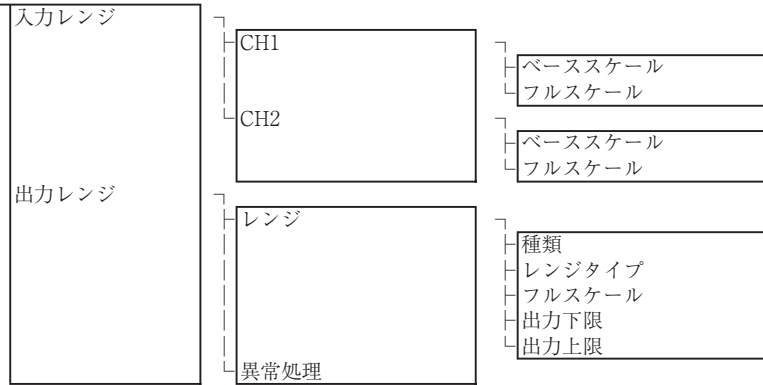 入力レンジ
CH1
ベーススケール
フルスケール
CH2
ベーススケール
フルスケール
出力レンジ
レンジ
種類
レンジタイプ
フルスケール
出力下限
出力上限
異常処理